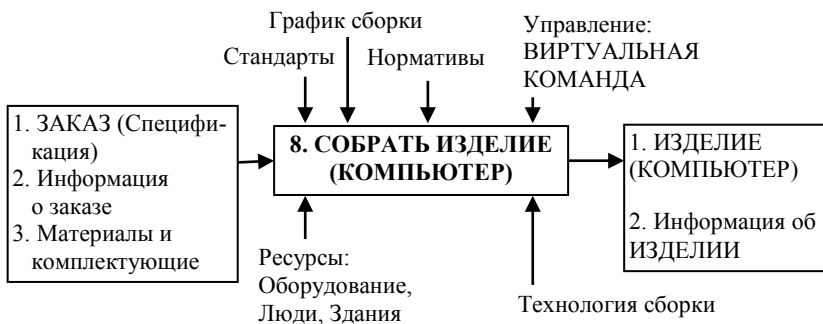 График сборки
Стандарты
Нормативы
Управление:
ВИРТУАЛЬНАЯ
КОМАНДА
1. ЗАКАЗ (Специфи-
кация)
2. Информация
о заказе
3. Материалы и
комплектующие
8. СОБРАТЬ ИЗДЕЛИЕ
(КОМПЬЮТЕР)
1. ИЗДЕЛИЕ
(КОМПЬЮТЕР)
2. Информация об
ИЗДЕЛИИ
Ресурсы:
Оборудование,
Люди, Здания
Технология сборки